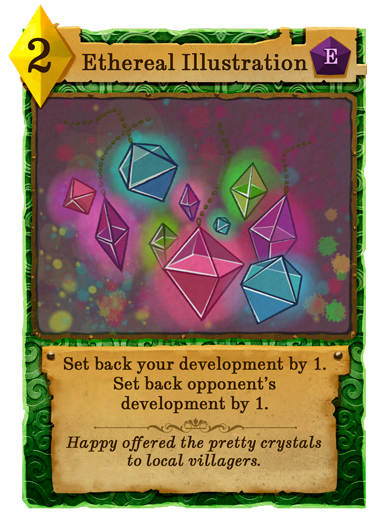 2
Ethereal Illustration
E
Set back your development by 1.
Set back opponent's
development by 1.
Happy offered the pretty crystals
to local villagers.